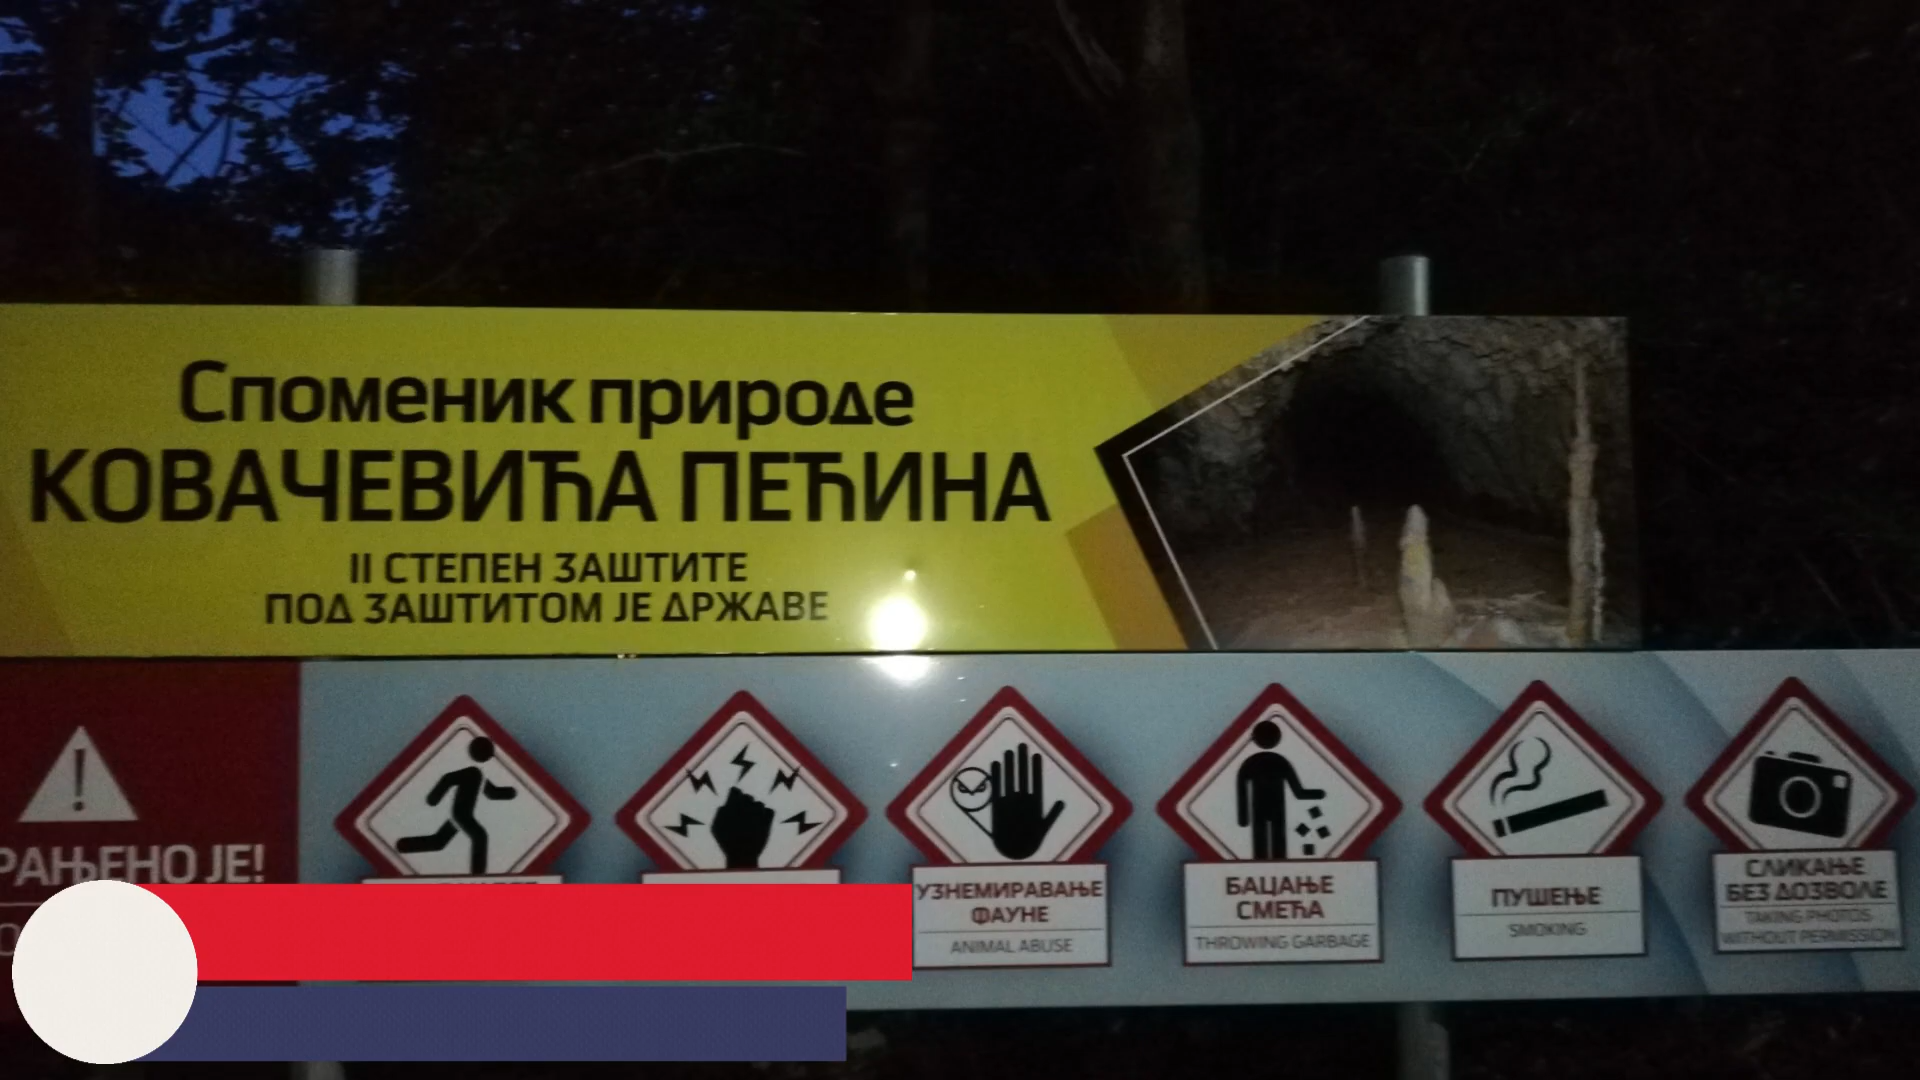 Споменик природе
КОВАЧЕВИЋА ПЕЋИНА
II СТЕПЕН ЗАШТИТЕ
ПОД ЗАШТИТОМ ЈЕ ДРЖАВЕ
ЈЕ!
УЗНЕМИРАВАЊЕ
ФАУНЕ
ANIMAL ABUSE
БАЦАЊЕ
СМЕЋА
THROWING GARBAGE
ПУШЕЊЕ
SMOKING
СЛИКАЊЕ
БЕЗ ДОЗВОЛЕ
TAKING PHOTOS
WITHOUT PERMISSION